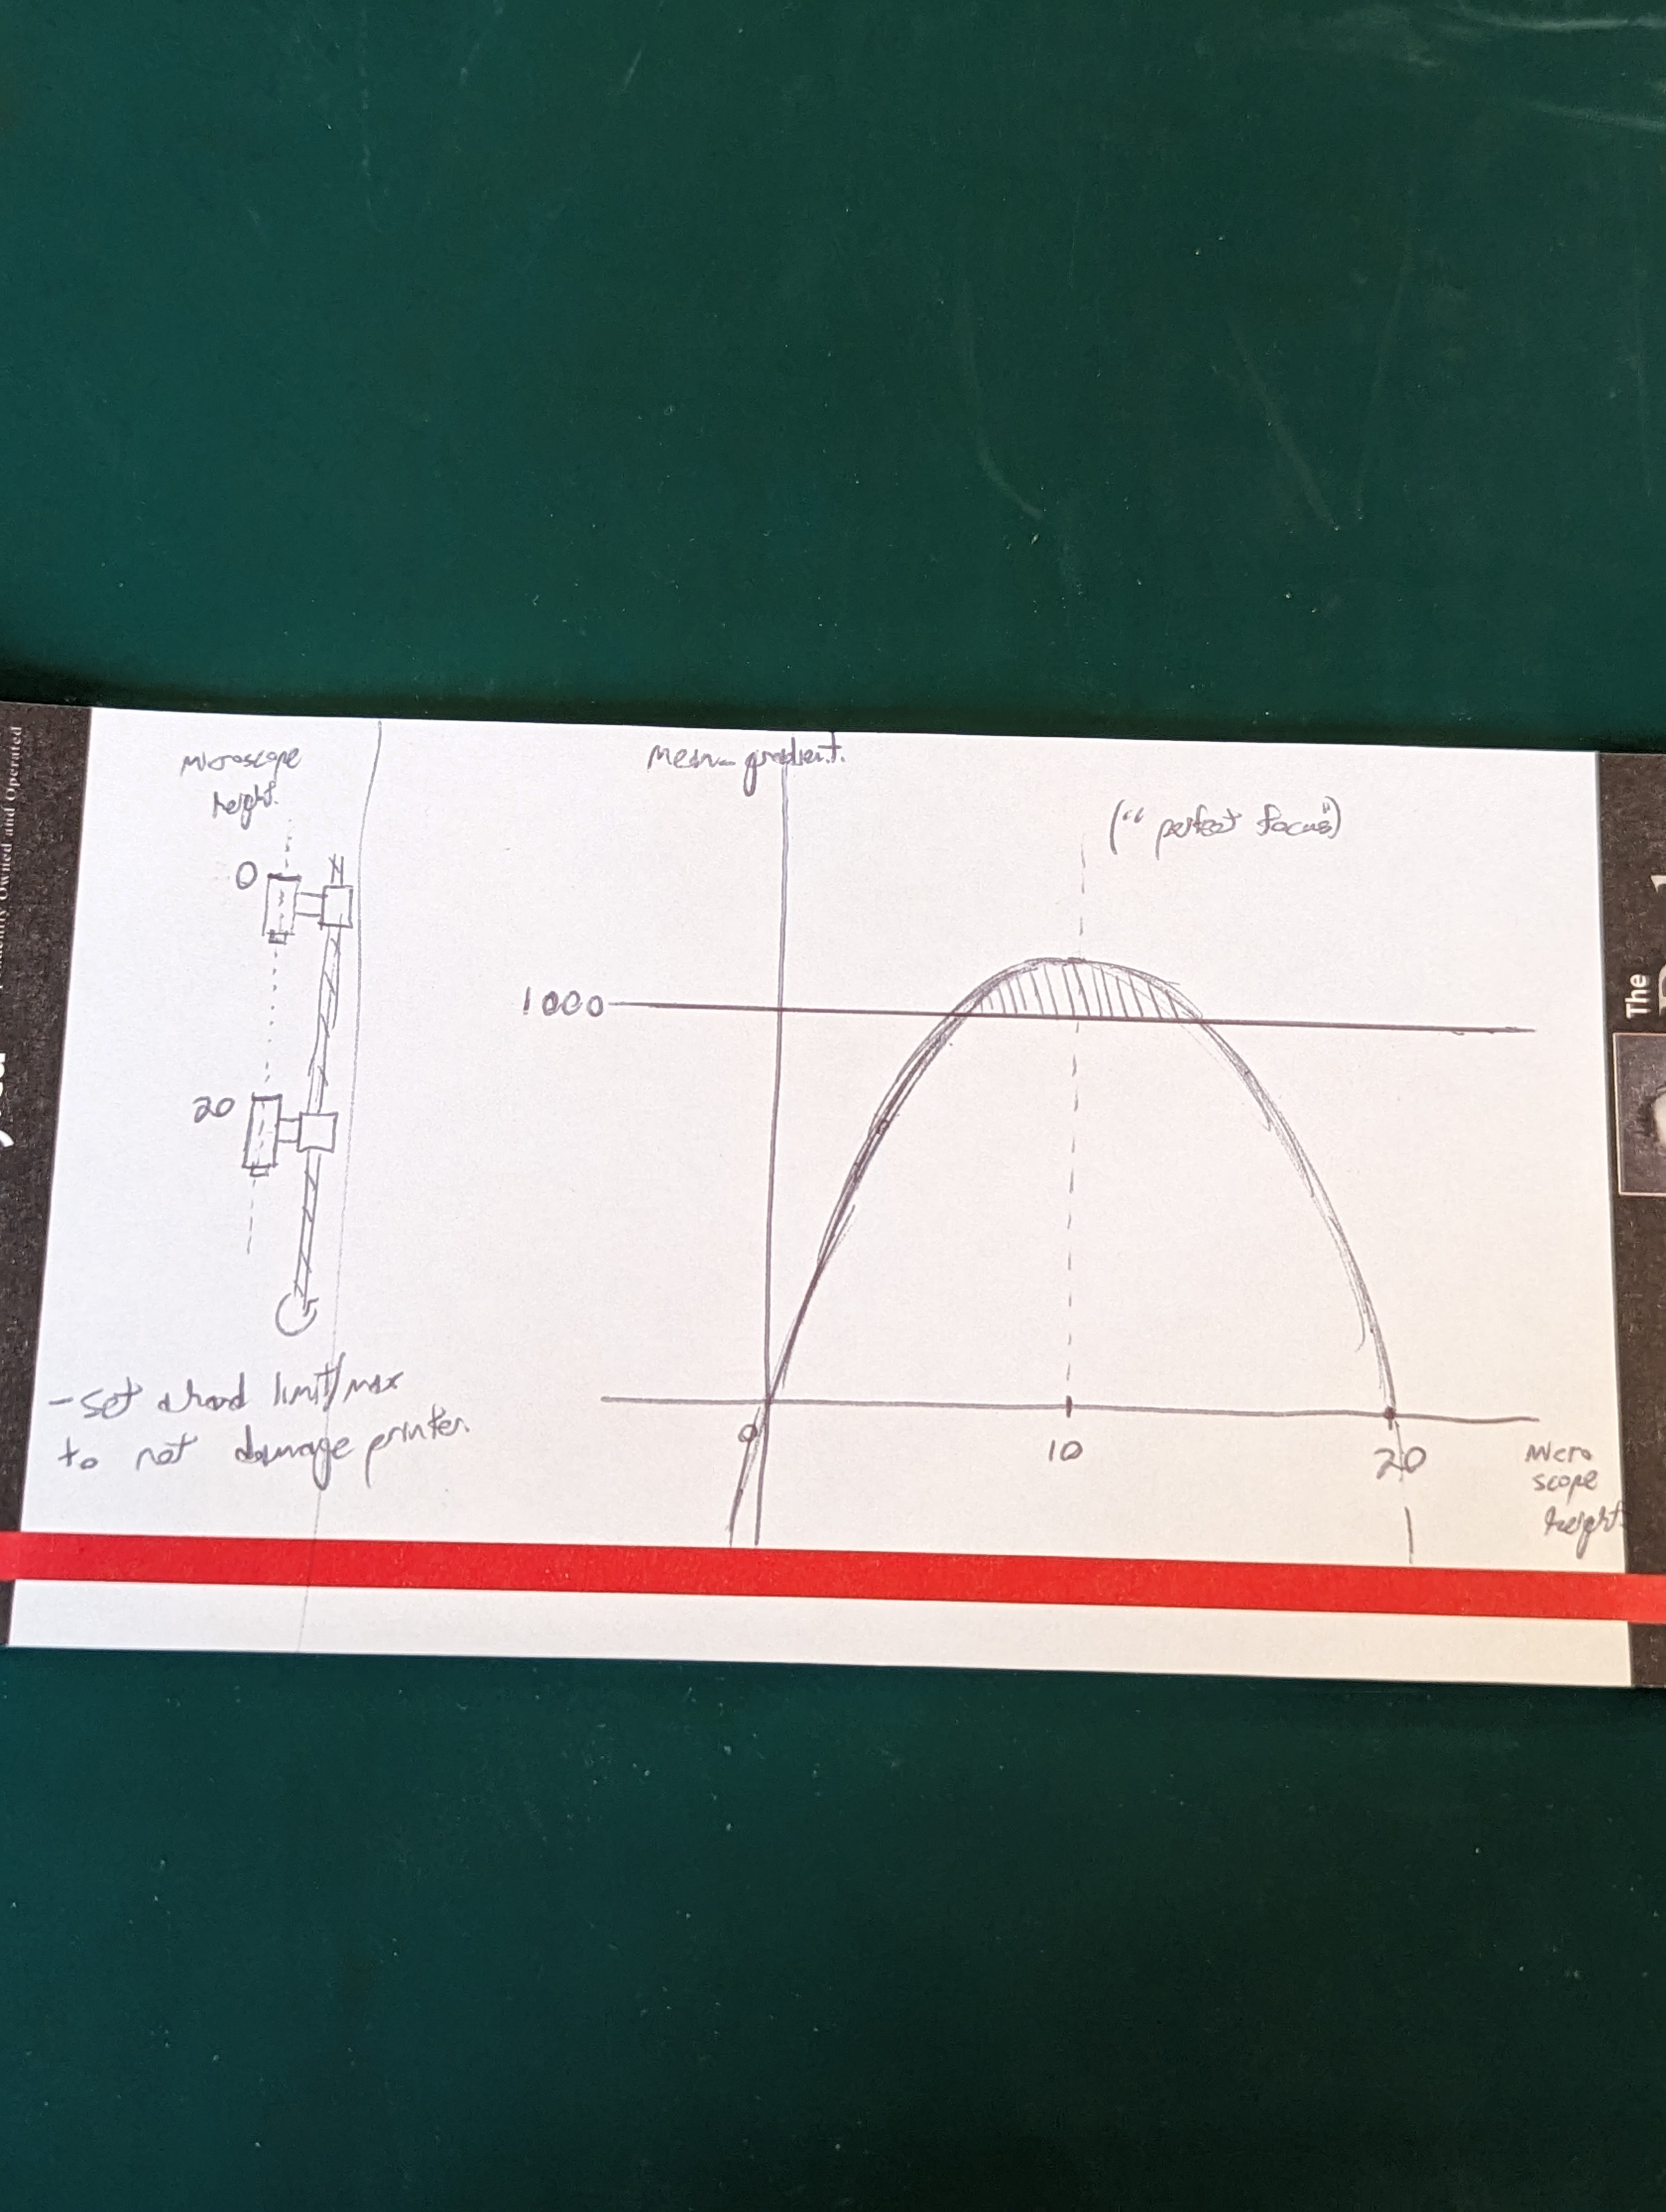 microscope
height.
0
20
- set a hard limit/max
to not damage printer.
mean gradient.
("perfect focus")
1000
0
10
20
micro
scope
height.
Owned and Operated
The